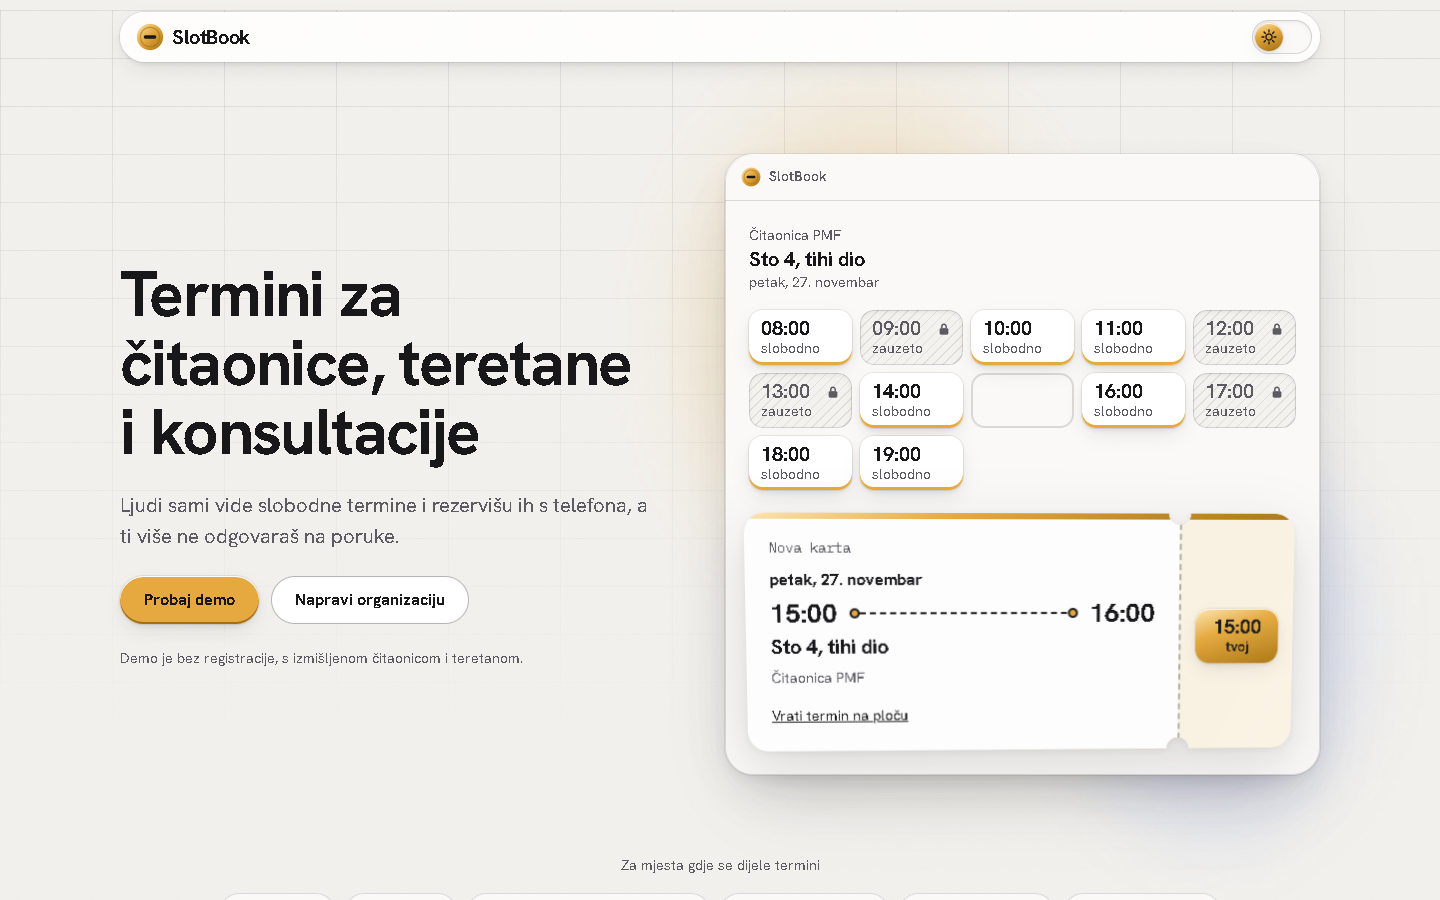 SlotBook
Termini za
čitaonice, teretane
i konsultacije
Ljudi sami vide slobodne termine i rezervišu ih s telefona, a
ti više ne odgovaraš na poruke.
Probaj demo
Napravi organizaciju
Demo je bez registracije, s izmišljenom čitaonicom i teretanom.
SlotBook
Čitaonica PMF
Sto 4, tihi dio
petak, 27. novembar
08:00 09:00 10:00 11:00 12:00
slobodno zauzeto slobodno slobodno zauzeto
13:00 14:00 16:00 17:00
zauzeto slobodno slobodno zauzeto
18:00 19:00
slobodno slobodno
Nova karta
petak, 27. novembar
15:00 16:00
Sto 4, tihi dio
Čitaonica PMF
Vrati termin na ploču
15:00
tvoj
Za mjesta gdje se dijele termini